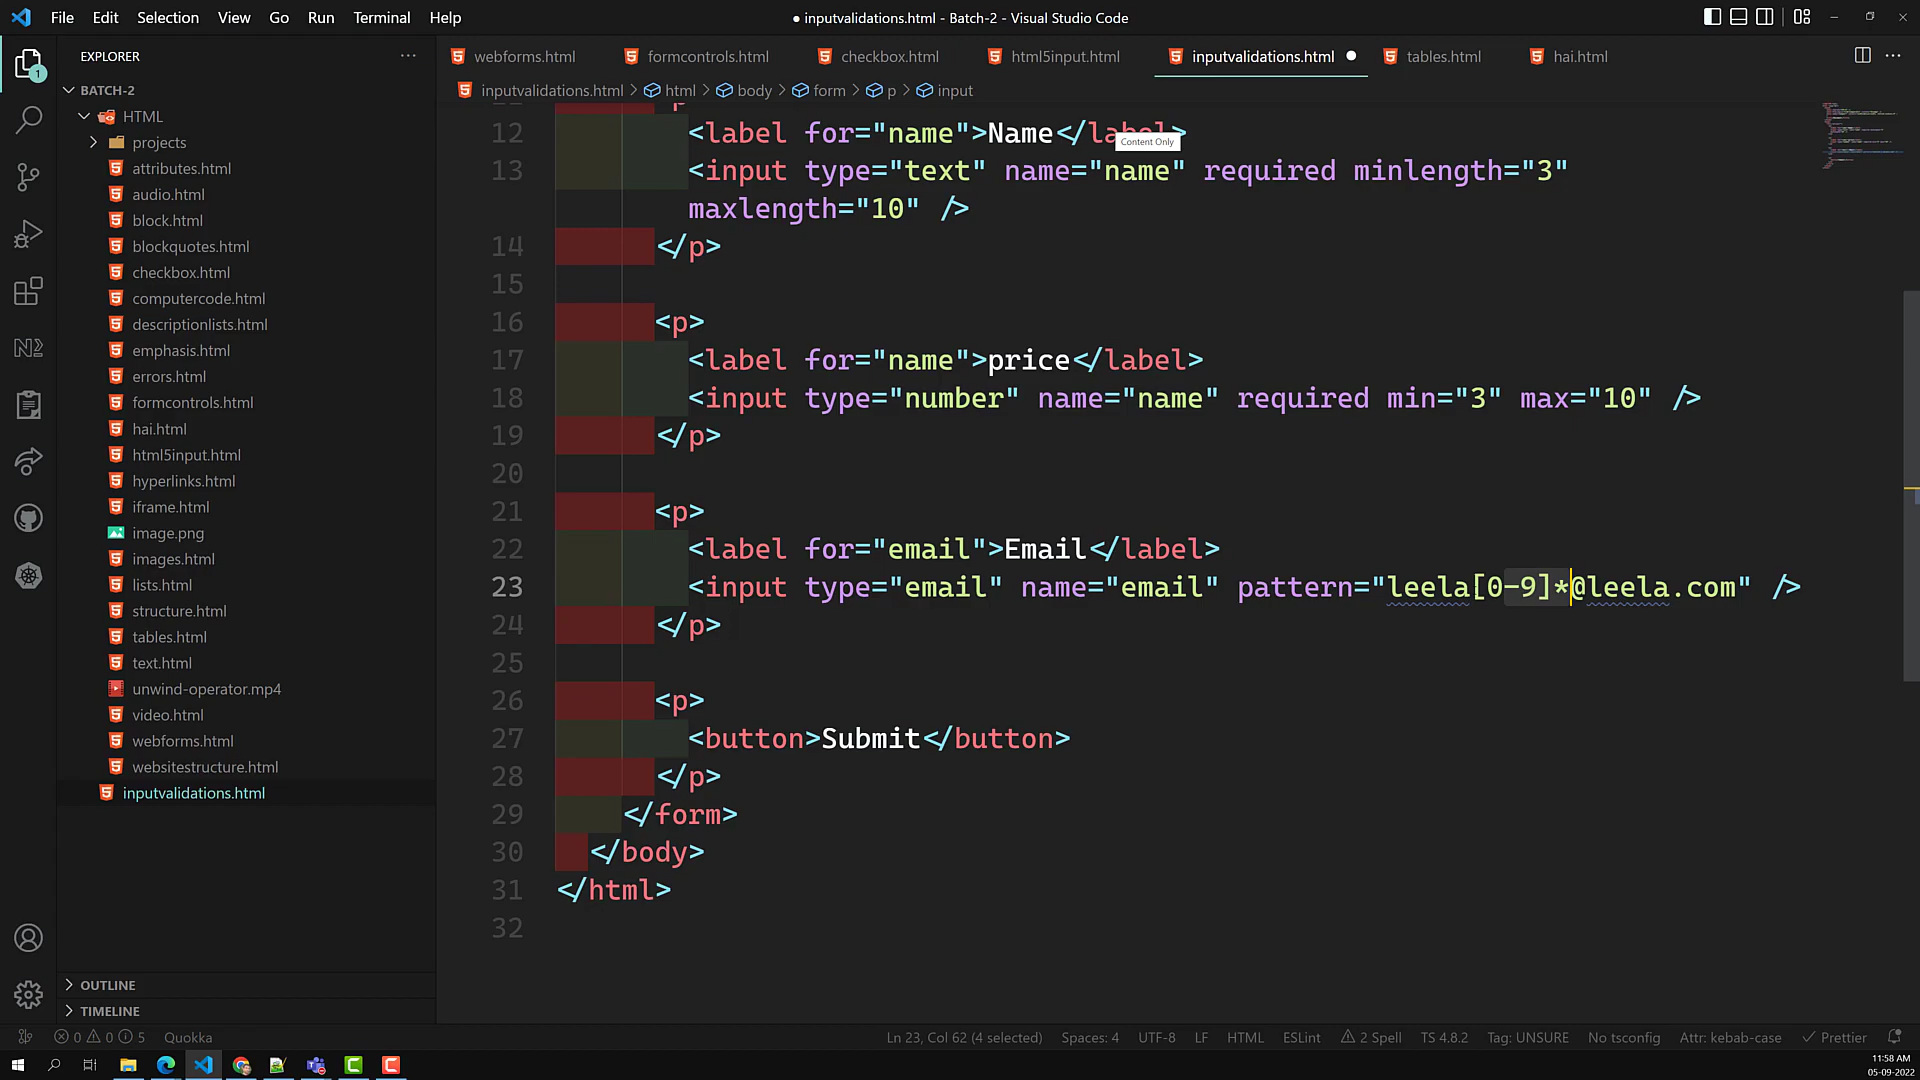 File Edit Selection View Go Run Terminal Help
● inputvalidations.html - Batch-2 - Visual Studio Code
EXPLORER
1
BATCH-2
HTML
projects
attributes.html
audio.html
block.html
blockquotes.html
checkbox.html
computercode.html
descriptionlists.html
emphasis.html
errors.html
formcontrols.html
hai.html
html5input.html
hyperlinks.html
iframe.html
image.png
images.html
lists.html
structure.html
tables.html
text.html
unwind-operator.mp4
video.html
webforms.html
websitestructure.html
inputvalidations.html
OUTLINE
TIMELINE
webforms.html formcontrols.html checkbox.html html5input.html inputvalidations.html tables.html hai.html
inputvalidations.html > html > body > form > p > input
12 <label for="name">Name</label>
Content Only
13 <input type="text" name="name" required minlength="3"
maxlength="10" />
14 </p>
15
16 <p>
17 <label for="name">price</label>
18 <input type="number" name="name" required min="3" max="10" />
19 </p>
20
21 <p>
22 <label for="email">Email</label>
23 <input type="email" name="email" pattern="leela[0-9]*@leela.com" />
24 </p>
25
26 <p>
27 <button>Submit</button>
28 </p>
29 </form>
30 </body>
31 </html>
32
0 0 5 Quokka Ln 23, Col 62 (4 selected) Spaces: 4 UTF-8 LF HTML ESLint 2 Spell TS 4.8.2 Tag: UNSURE No tsconfig Attr: kebab-case Prettier
11:58 AM
05-09-2022